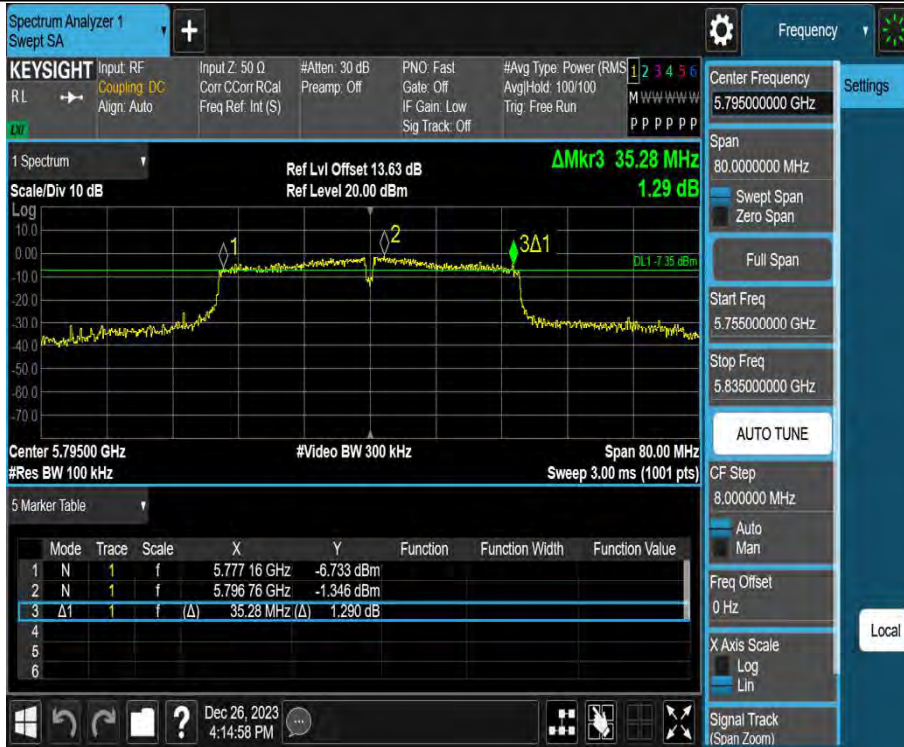 Spectrum Analyzer 1
Swept SA
+
Frequency
KEYSIGHT
RL
Input: RF
Coupling: DC
Align: Auto
Input Z: 50 Ω
Corr CCorr RCal
Freq Ref: Int (S)
#Atten: 30 dB
Preamp: Off
PNO: Fast
Gate: Off
IF Gain: Low
Sig Track: Off
#Avg Type: Power (RMS
Avg|Hold: 100/100
Trig: Free Run
1 2 3 4 5 6
M W W W W W
P P P P P P
1 Spectrum
Scale/Div 10 dB
Ref Lvl Offset 13.63 dB
Ref Level 20.00 dBm
ΔMkr3 35.28 MHz
1.29 dB
Log
10.0
0.00
-10.0
-20.0
-30.0
-40.0
-50.0
-60.0
-70.0
1
2
3Δ1
DL1 -7.35 dBm
Center 5.79500 GHz
#Res BW 100 kHz
#Video BW 300 kHz
Span 80.00 MHz
Sweep 3.00 ms (1001 pts)
5 Marker Table
Mode Trace Scale X Y Function Function Width Function Value
1 N 1 f 5.777 16 GHz -6.733 dBm
2 N 1 f 5.796 76 GHz -1.346 dBm
3 Δ1 1 f (Δ) 35.28 MHz (Δ) 1.290 dB
4
5
6
?
Dec 26, 2023
4:14:58 PM
Center Frequency
5.795000000 GHz
Settings
Span
80.0000000 MHz
Swept Span
Zero Span
Full Span
Start Freq
5.755000000 GHz
Stop Freq
5.835000000 GHz
AUTO TUNE
CF Step
8.000000 MHz
Auto
Man
Freq Offset
0 Hz
X Axis Scale
Log
Lin
Signal Track
(Span Zoom)
Local